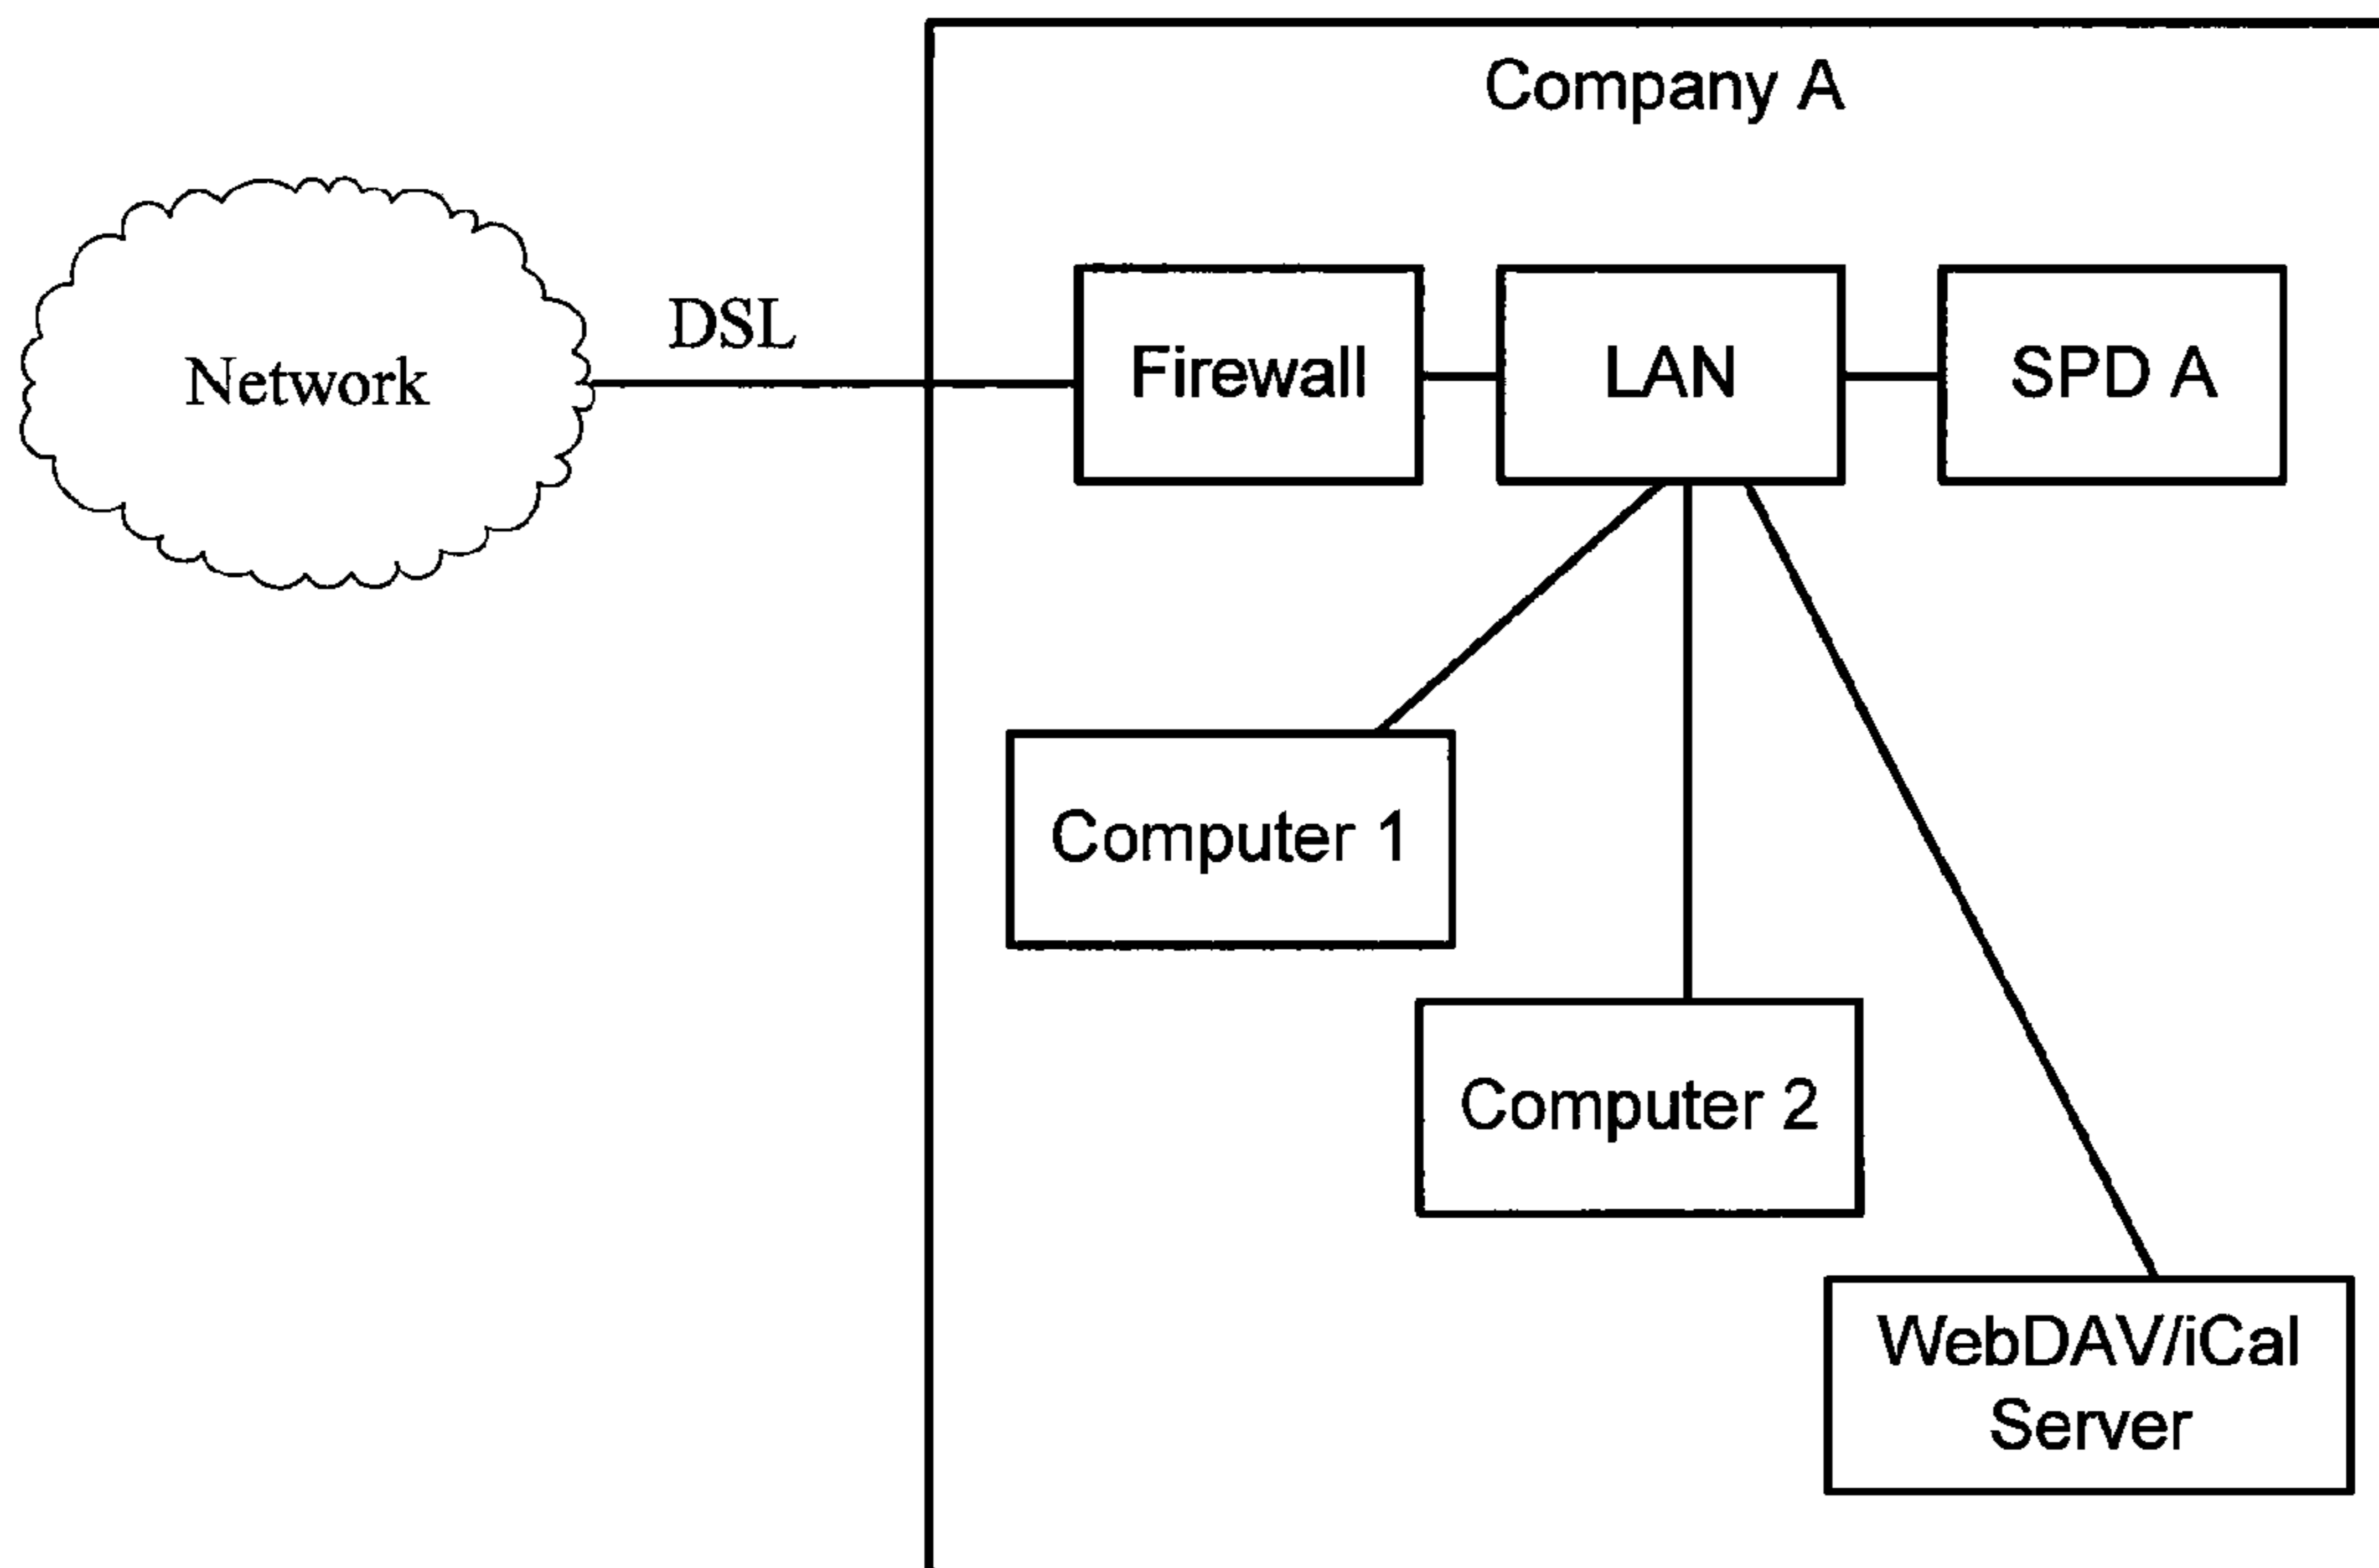 Company A
Network
DSL
Firewall
LAN
SPD A
Computer 1
Computer 2
WebDAV/iCal
Server